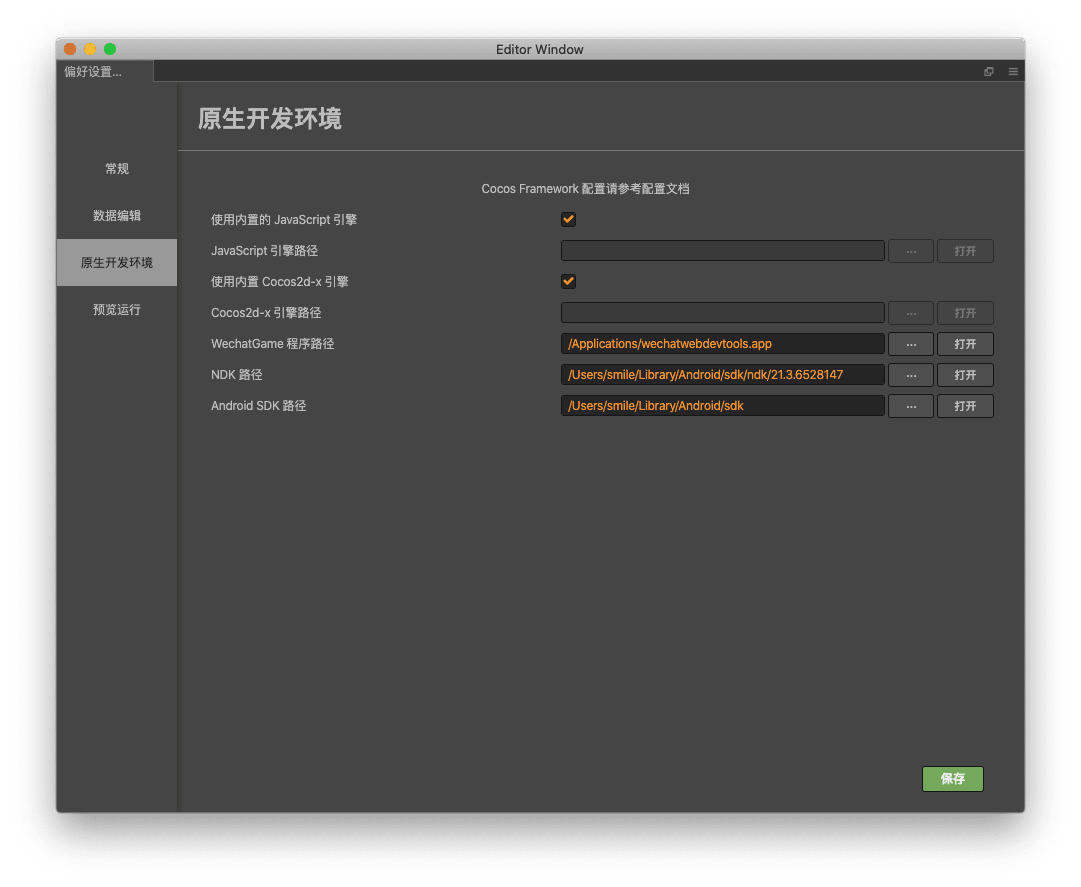 Editor Window
偏好设置...
原生开发环境
常规
数据编辑
原生开发环境
预览运行
Cocos Framework 配置请参考配置文档
使用内置的 JavaScript 引擎
JavaScript 引擎路径 ... 打开
使用内置 Cocos2d-x 引擎
Cocos2d-x 引擎路径 ... 打开
WechatGame 程序路径 /Applications/wechatwebdevtools.app ... 打开
NDK 路径 /Users/smile/Library/Android/sdk/ndk/21.3.6528147 ... 打开
Android SDK 路径 /Users/smile/Library/Android/sdk ... 打开
保存